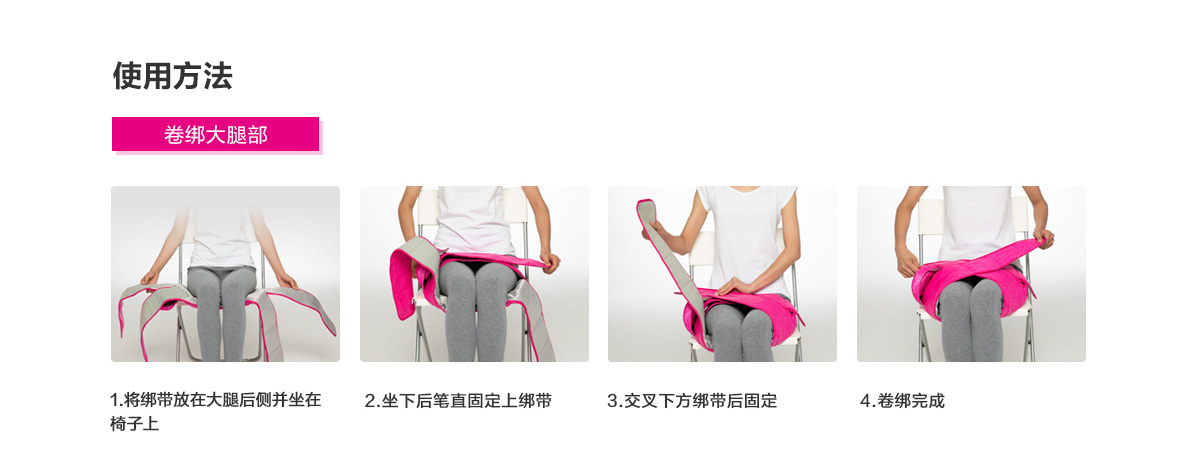 使用方法
卷绑大腿部
1.将绑带放在大腿后侧并坐在
椅子上
2.坐下后笔直固定上绑带
3.交叉下方绑带后固定
4.卷绑完成